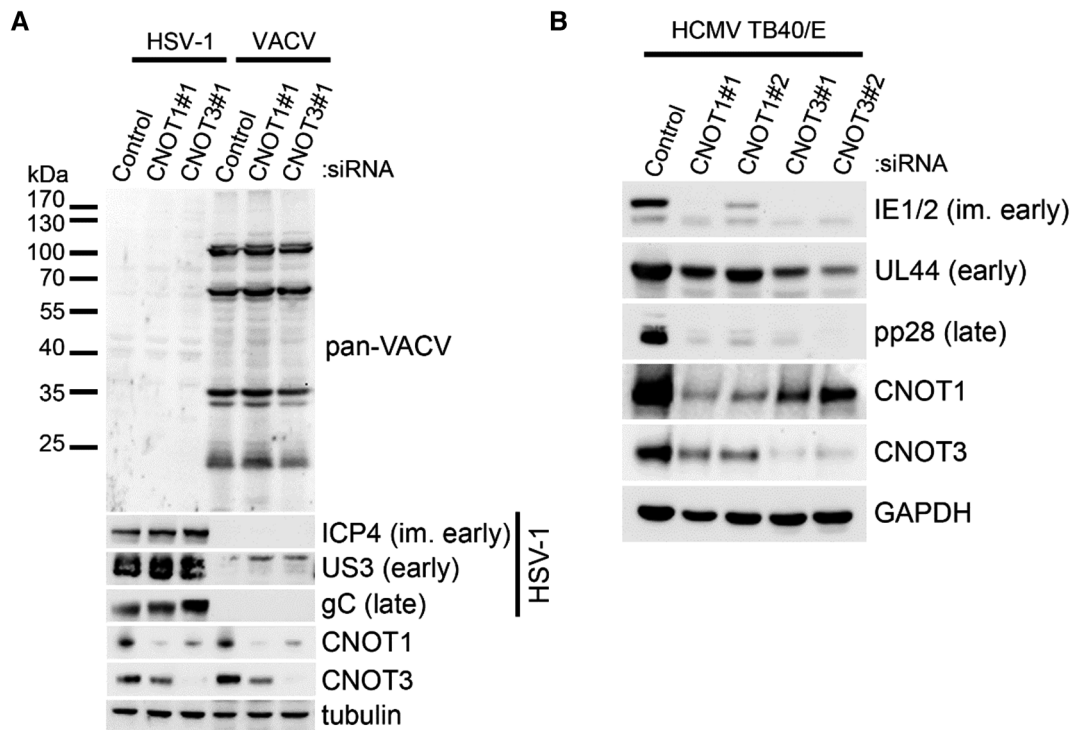 A
HSV-1 VACV
Control CNOT1#1 CNOT3#1 Control CNOT1#1 CNOT3#1 :siRNA
kDa
170
130
100
70
55
40
35
25
pan-VACV
ICP4 (im. early)
US3 (early)
gC (late)
HSV-1
CNOT1
CNOT3
tubulin
B
HCMV TB40/E
Control CNOT1#1 CNOT1#2 CNOT3#1 CNOT3#2 :siRNA
IE1/2 (im. early)
UL44 (early)
pp28 (late)
CNOT1
CNOT3
GAPDH